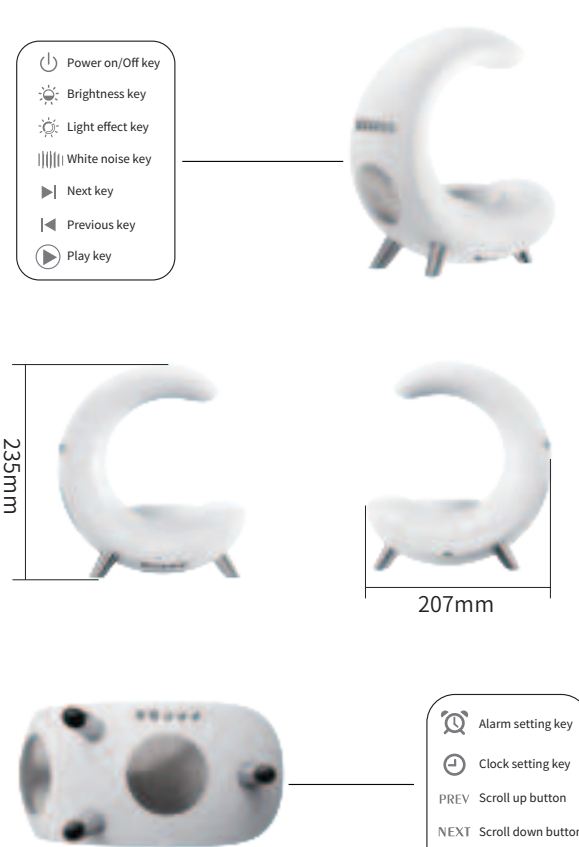 Power on/Off key
Brightness key
Light effect key
White noise key
Next key
Previous key
Play key
235mm
207mm
Alarm setting key
Clock setting key
PREV Scroll up button
NEXT Scroll down button